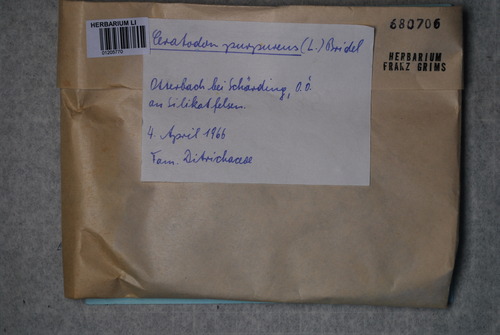 HERBARIUM LI
01205770
680706
HERBARIUM
FRANZ GRIMS
Ceratodon purpureus (L.) Bridel
Otterbach bei Schärding, O.Ö.
an Silikatfelsen.
4. April 1966
Fam. Ditrichaceae